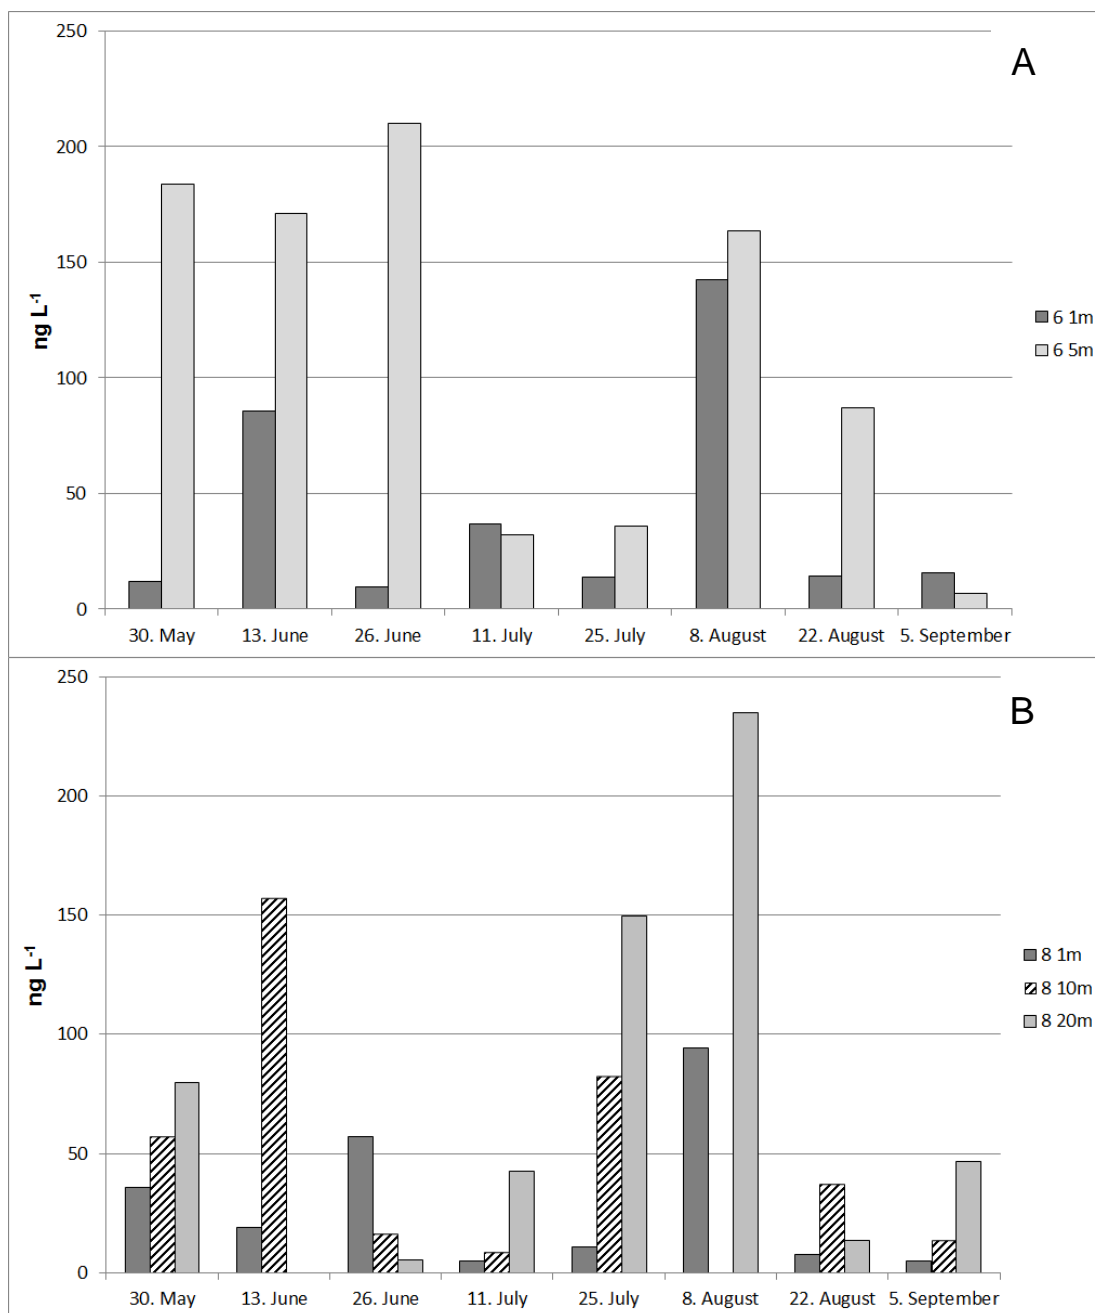 A
250
200
150
100
50
0
ng L⁻¹
30. May 13. June 26. June 11. July 25. July 8. August 22. August 5. September
6 1m
6 5m
B
250
200
150
100
50
0
ng L⁻¹
30. May 13. June 26. June 11. July 25. July 8. August 22. August 5. September
8 1m
8 10m
8 20m